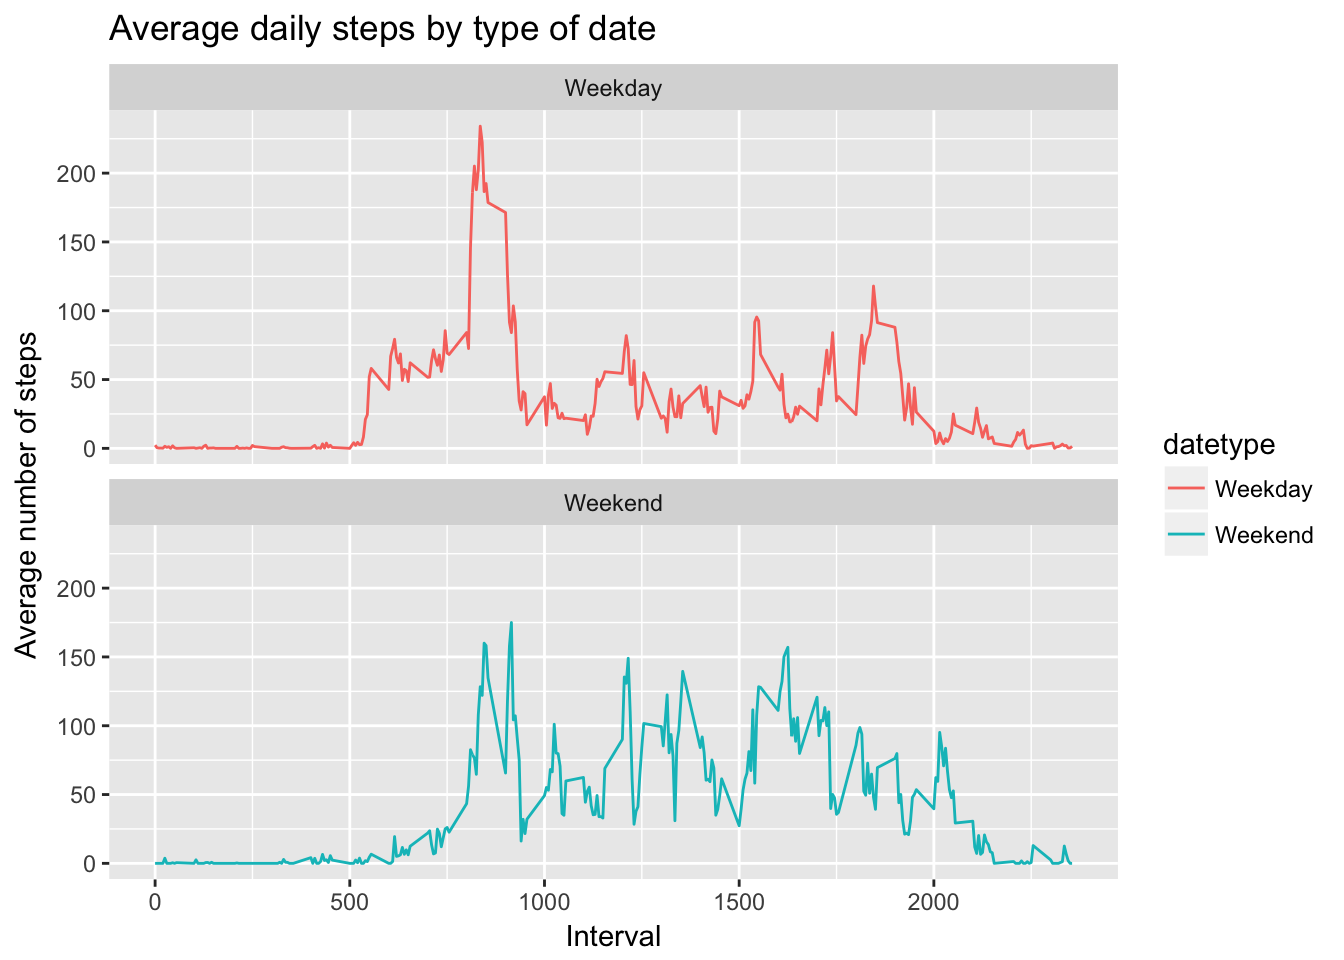 Average daily steps by type of date
Weekday
200
150
100
50
0
Weekend
200
150
100
50
0
0 500 1000 1500 2000
Interval
Average number of steps
datetype
Weekday
Weekend